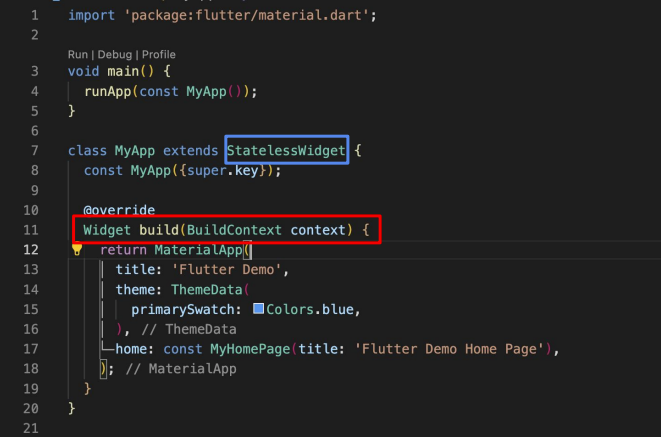 1 import 'package:flutter/material.dart';
2
Run | Debug | Profile
3 void main() {
4 runApp(const MyApp());
5 }
6
7 class MyApp extends StatelessWidget {
8 const MyApp({super.key});
9
10 @override
11 Widget build(BuildContext context) {
12 return MaterialApp(
13 title: 'Flutter Demo',
14 theme: ThemeData(
15 primarySwatch: Colors.blue,
16 ), // ThemeData
17 home: const MyHomePage(title: 'Flutter Demo Home Page'),
18 ); // MaterialApp
19 }
20 }
21